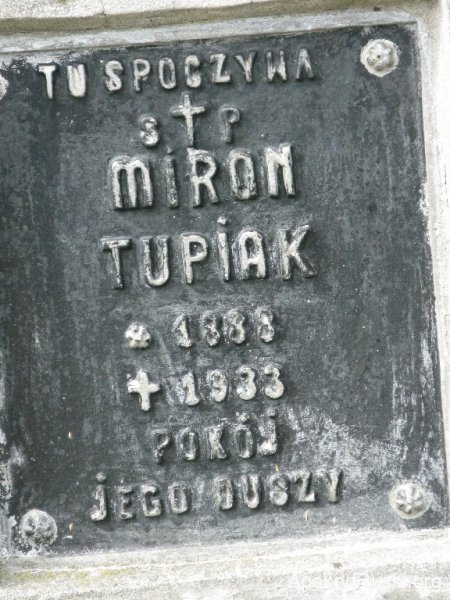 TU SPOCZYWA
Ś † P
MIRON
TUPIAK
* 1888
† 1933
POKÓJ
JEGO DUSZY